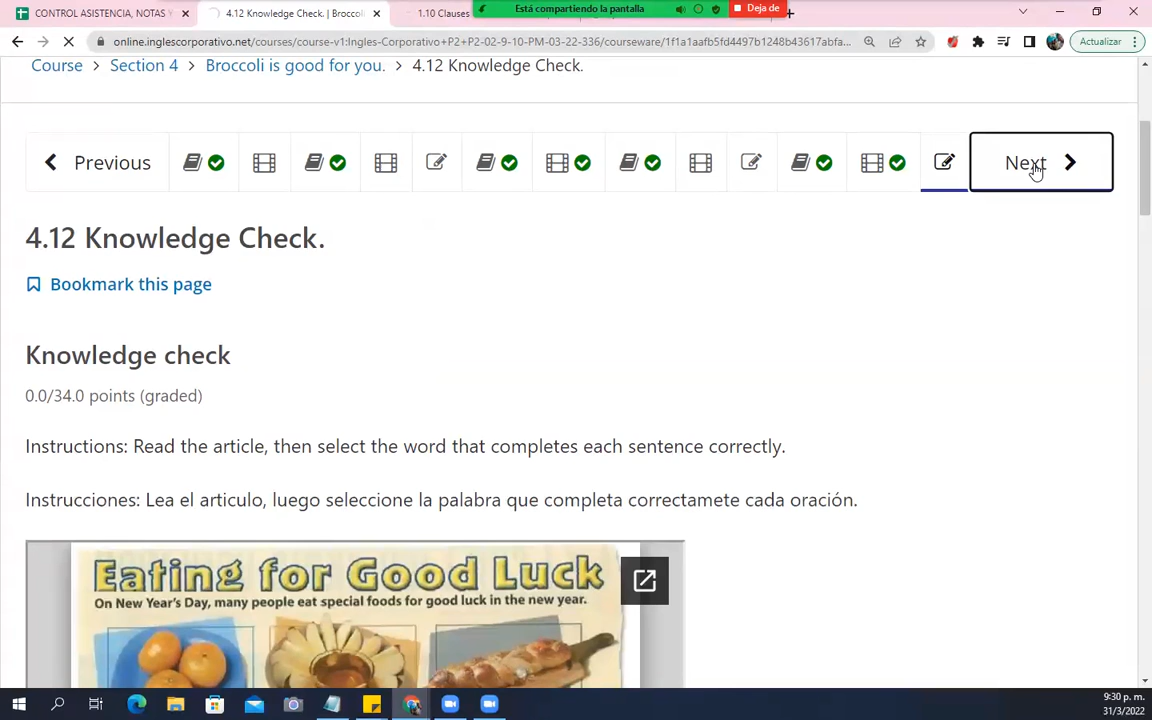 CONTROL ASISTENCIA, NOTAS Y
4.12 Knowledge Check. | Broccoli
1.10 Clauses
Está compartiendo la pantalla
Deja de
online.inglescorporativo.net/courses/course-v1:Ingles-Corporativo+P2+P2-02-9-10-PM-03-22-336/courseware/1f1a1aafb5fd4497b1248b43617abfa...
Actualizar
Course > Section 4 > Broccoli is good for you. > 4.12 Knowledge Check.
Previous
Next
4.12 Knowledge Check.
Bookmark this page
Knowledge check
0.0/34.0 points (graded)
Instructions: Read the article, then select the word that completes each sentence correctly.
Instrucciones: Lea el articulo, luego seleccione la palabra que completa correctamete cada oración.
Eating for Good Luck
On New Year's Day, many people eat special foods for good luck in the new year.
9:30 p. m.
31/3/2022